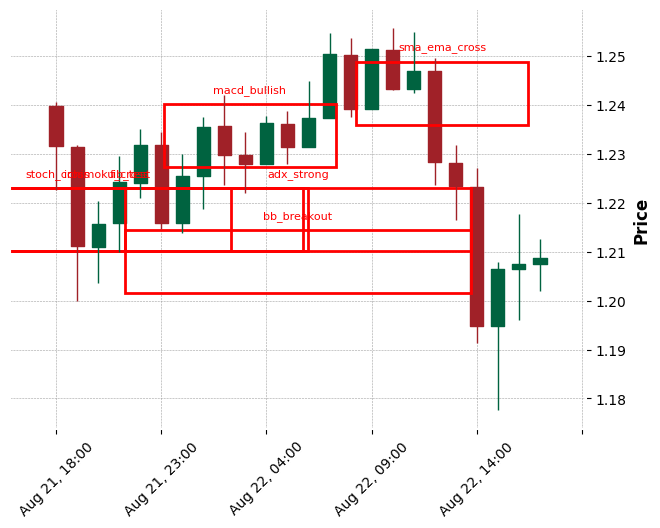 sma_ema_cross
macd_bullish
adx_strong
bb_breakout
1.25
1.24
1.23
1.22
1.21
1.20
1.19
1.18
Price
Aug 21, 18:00
Aug 21, 23:00
Aug 22, 04:00
Aug 22, 09:00
Aug 22, 14:00